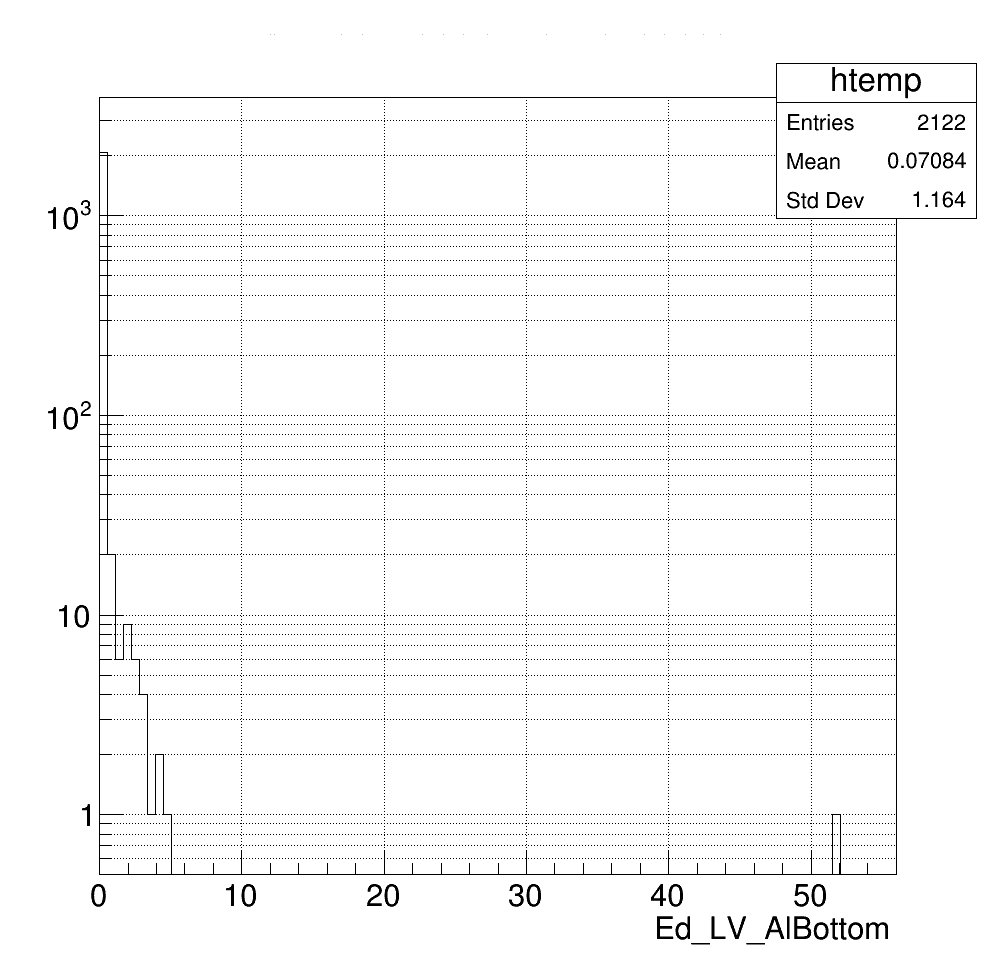 htemp
Entries 2122
Mean 0.07084
Std Dev 1.164
10³
10²
10
1
0 10 20 30 40 50
Ed_LV_AlBottom